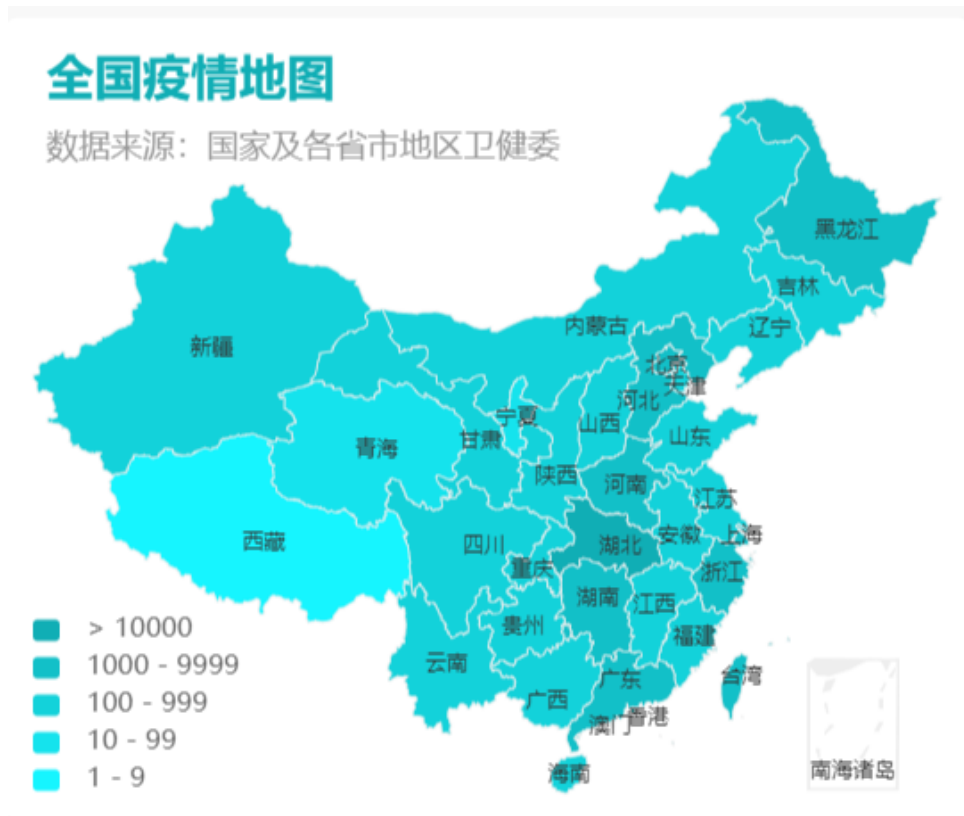 全国疫情地图
数据来源：国家及各省市地区卫健委
黑龙江
吉林
辽宁
内蒙古
新疆
北京
天津
河北
宁夏
山西
甘肃
山东
青海
陕西
河南
江苏
西藏
四川
湖北
安徽
上海
重庆
浙江
湖南
江西
贵州
福建
云南
广东
台湾
广西
香港
澳门
海南
南海诸岛
> 10000
1000 - 9999
100 - 999
10 - 99
1 - 9